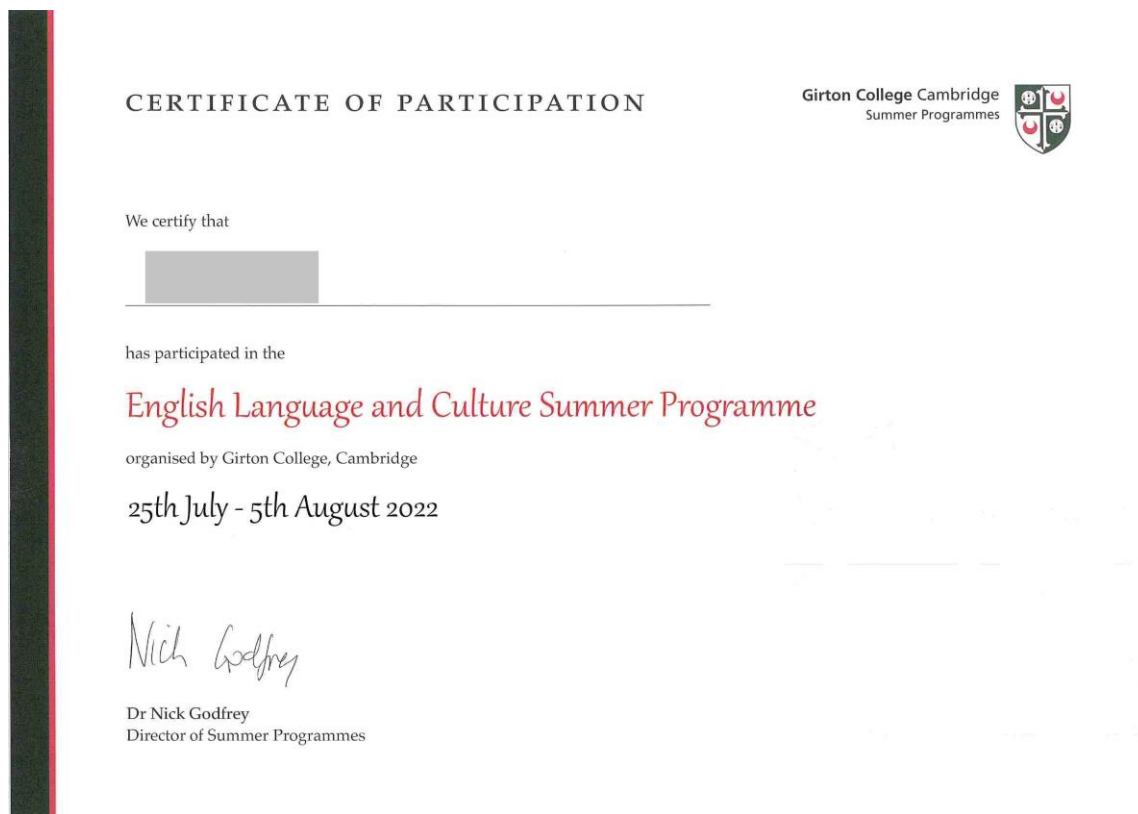 CERTIFICATE OF PARTICIPATION
Girton College Cambridge
Summer Programmes
We certify that
has participated in the
English Language and Culture Summer Programme
organised by Girton College, Cambridge
25th July - 5th August 2022
Nick Godfrey
Dr Nick Godfrey
Director of Summer Programmes